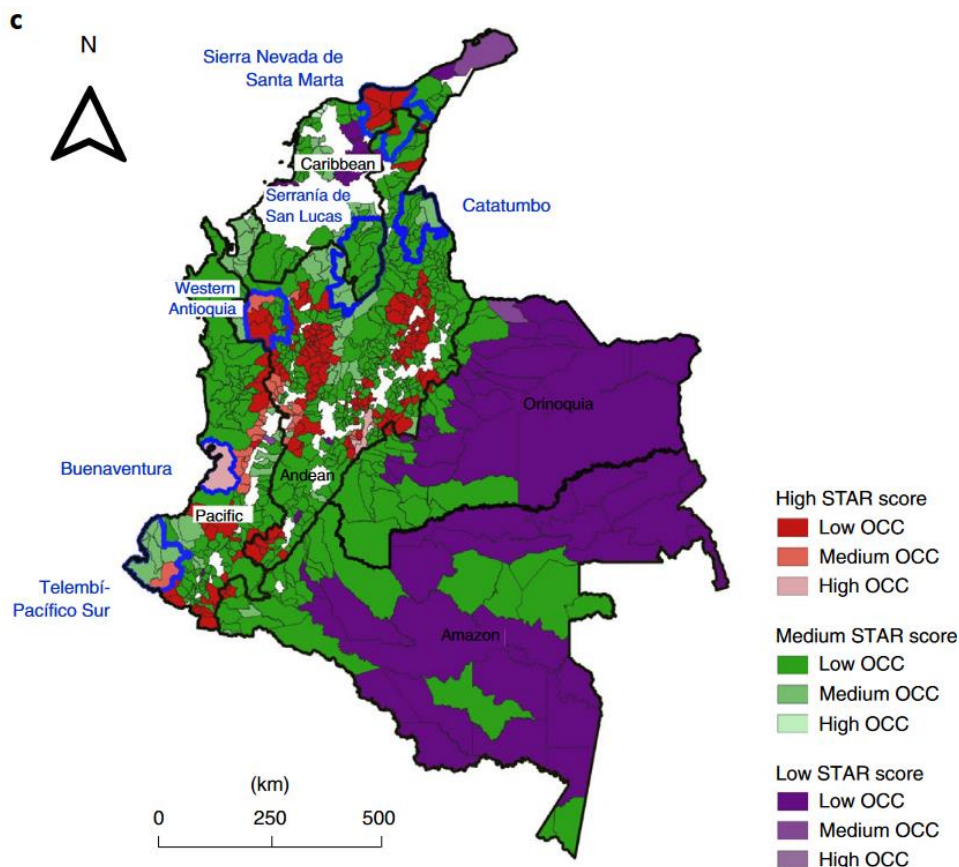 c
N
Sierra Nevada de
Santa Marta
Caribbean
Serranía de
San Lucas
Catatumbo
Western
Antioquia
Orinoquia
Buenaventura
Andean
Pacific
Telembí-
Pacífico Sur
Amazon
High STAR score
Low OCC
Medium OCC
High OCC
Medium STAR score
Low OCC
Medium OCC
High OCC
Low STAR score
Low OCC
Medium OCC
High OCC
(km)
0 250 500